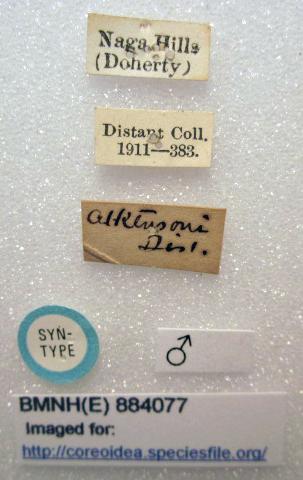 Naga Hills
(Doherty)
Distant Coll.
1911—383.
atkinsoni
Dist.
SYN-
TYPE
♂
BMNH(E) 884077
Imaged for:
http://coreoidea.speciesfile.org/